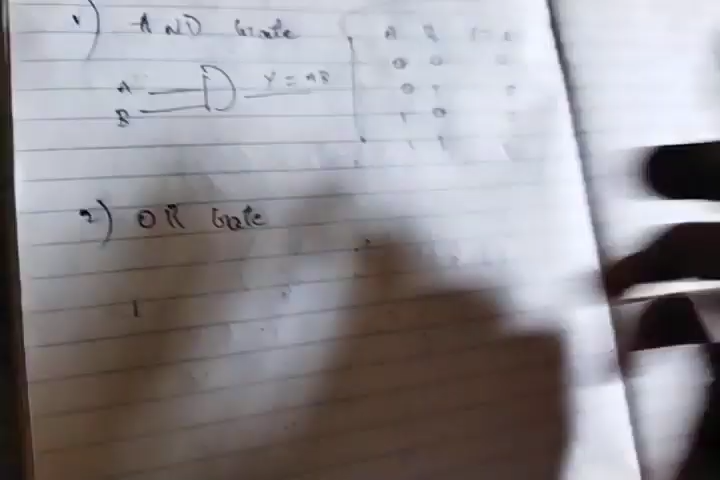 1) AND Gate
A
B
Y = AB
A B
0 0
0 1
1 0
1 1
2) OR Gate